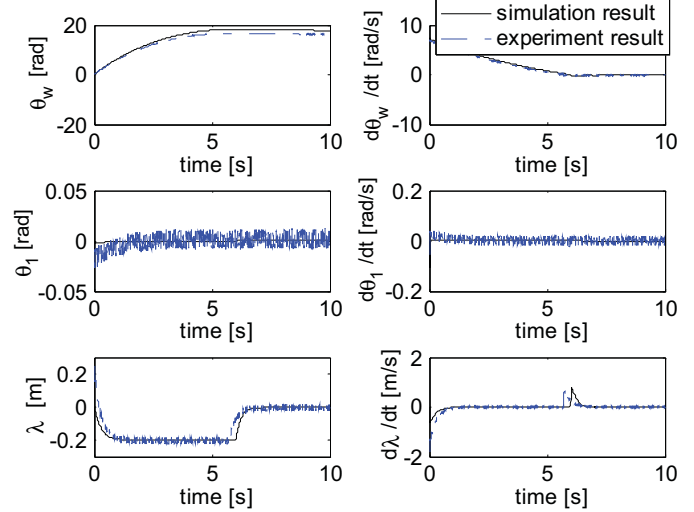 simulation result
experiment result
20
0
-20
θw [rad]
0 5 10
time [s]
10
0
-10
dθw /dt [rad/s]
0 5 10
time [s]
0.05
0
-0.05
θ1 [rad]
0 5 10
time [s]
0.2
0
-0.2
dθ1 /dt [rad/s]
0 5 10
time [s]
0.2
0
-0.2
λ [m]
0 5 10
time [s]
2
0
-2
dλ /dt [m/s]
0 5 10
time [s]